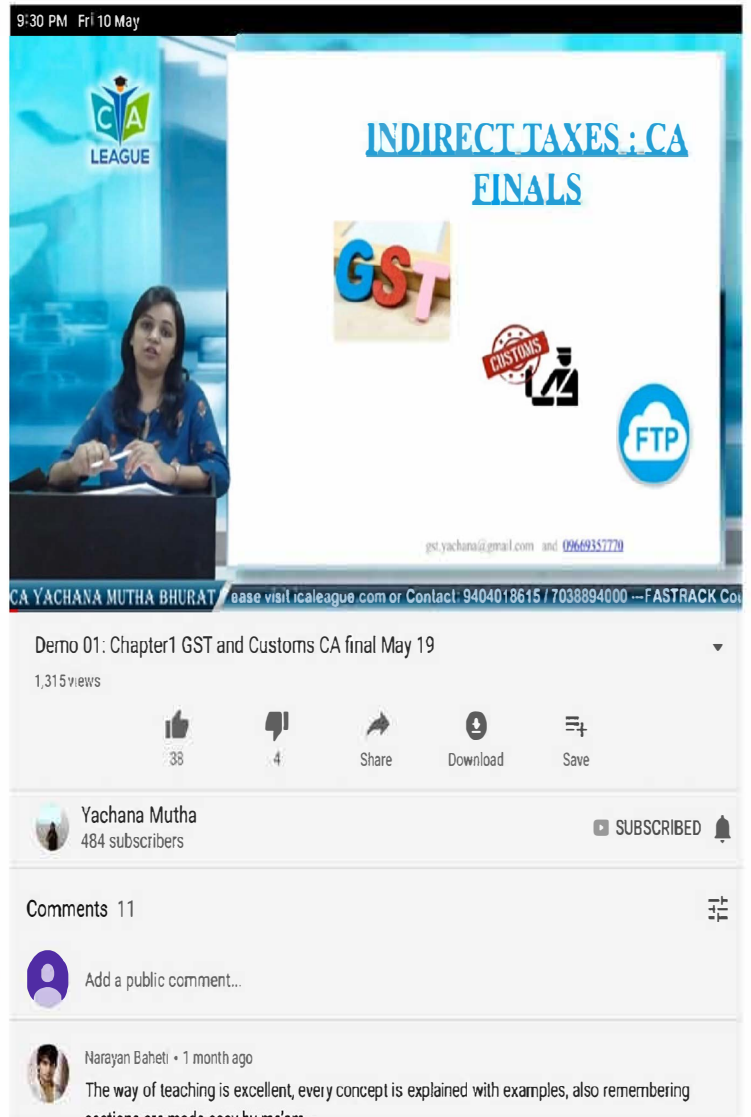 9:30 PM Fri 10 May
CA
LEAGUE
INDIRECT TAXES : CA
FINALS
GST
CUSTOMS
FTP
gst.yachana@gmail.com and 09669357770
CA YACHANA MUTHA BHURAT
ease visit icaleague.com or Contact: 9404018615 / 7038894000 ---FASTRACK Cou
Demo 01: Chapter1 GST and Customs CA final May 19
1,315 views
38
4
Share
Download
Save
Yachana Mutha
484 subscribers
SUBSCRIBED
Comments 11
Add a public comment...
Narayan Baheti • 1 month ago
The way of teaching is excellent, every concept is explained with examples, also remembering